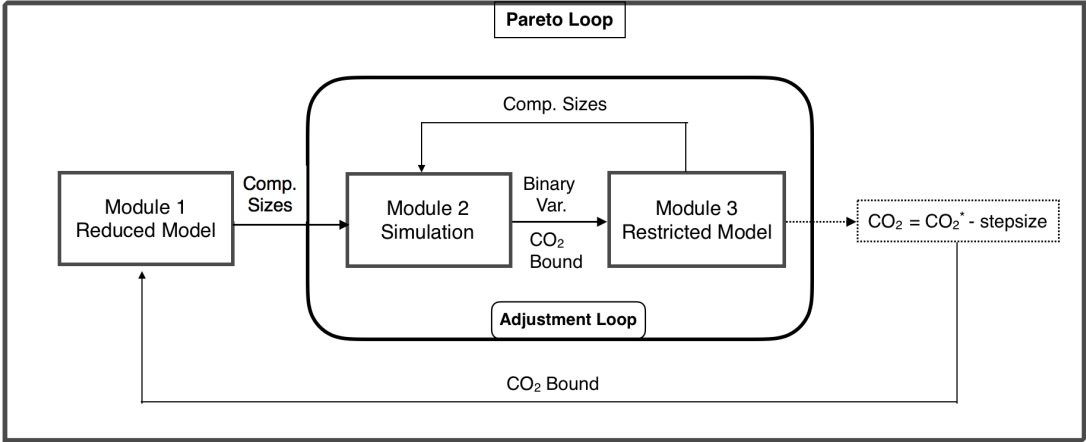 Pareto Loop
Comp. Sizes
Comp.
Sizes
Module 1
Reduced Model
Module 2
Simulation
Binary
Var.
CO₂
Bound
Module 3
Restricted Model
CO₂ = CO₂* - stepsize
Adjustment Loop
CO₂ Bound